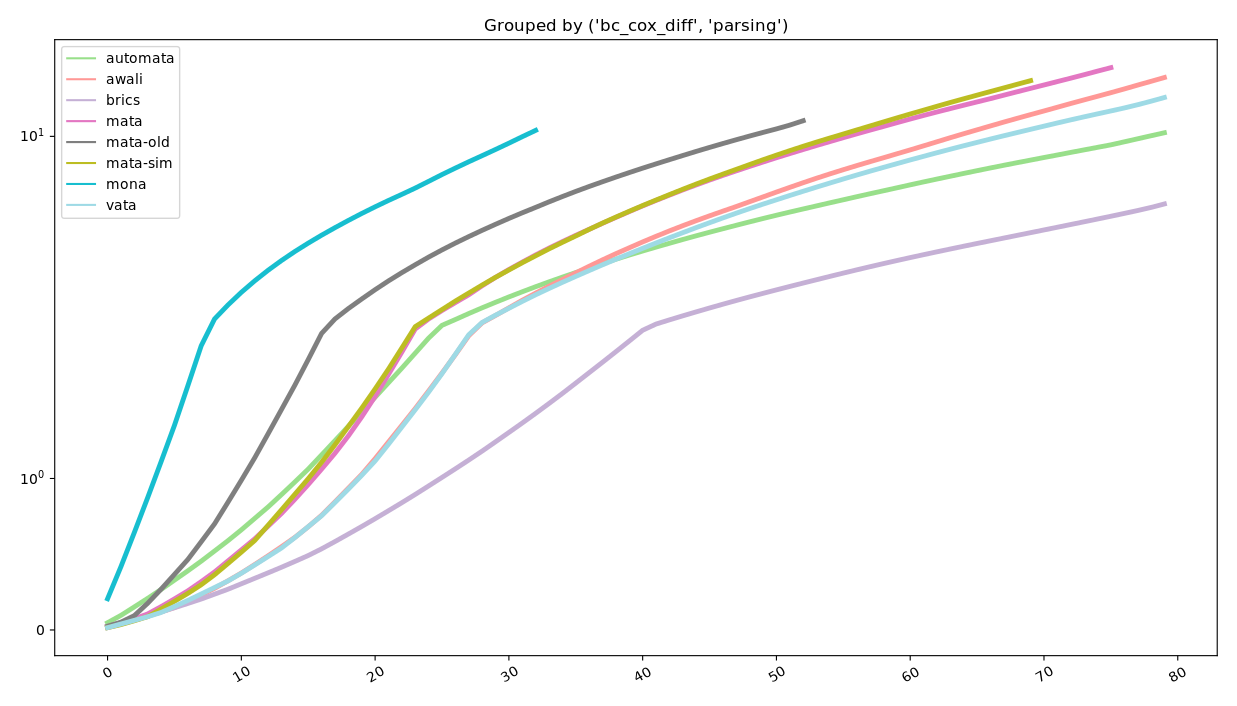 Grouped by ('bc_cox_diff', 'parsing')
automata
awali
brics
mata
mata-old
mata-sim
mona
vata
10¹
10⁰
0
0 10 20 30 40 50 60 70 80